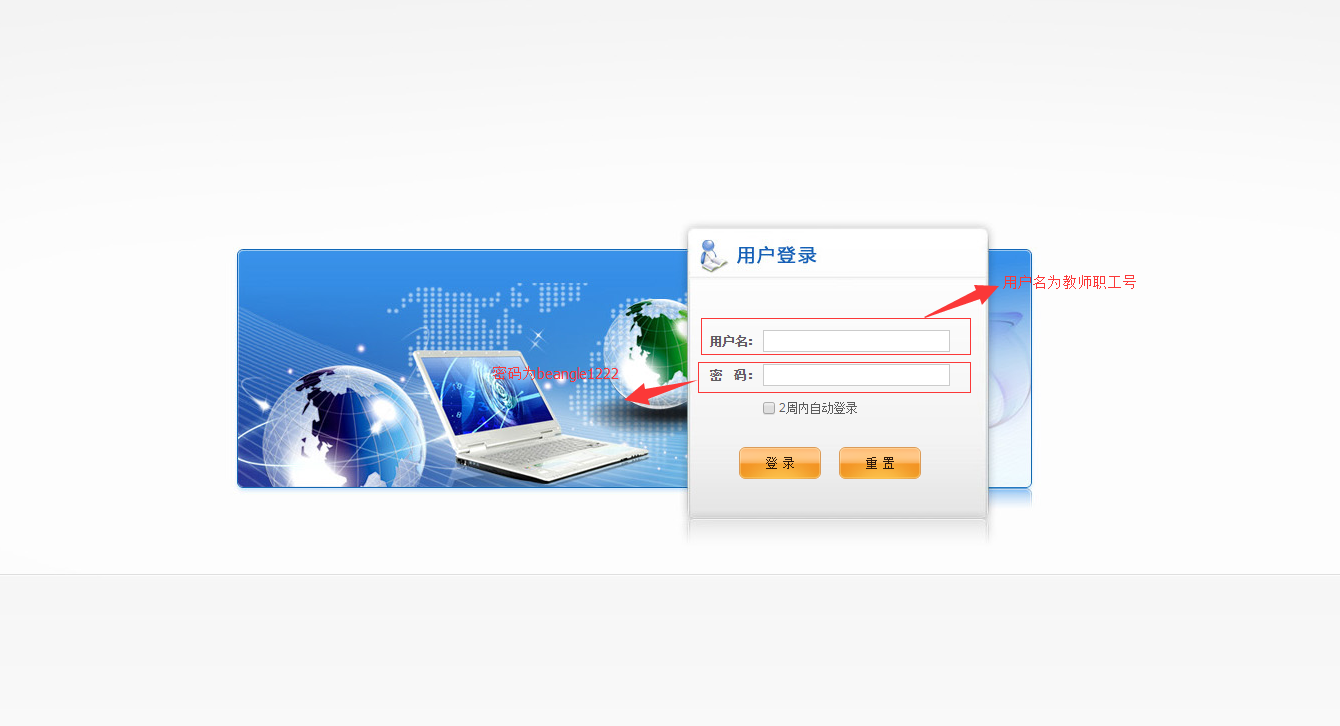 用户登录
用户名为教师职工号
用户名:
密码为beangle1222
密 码:
2周内自动登录
登 录
重 置